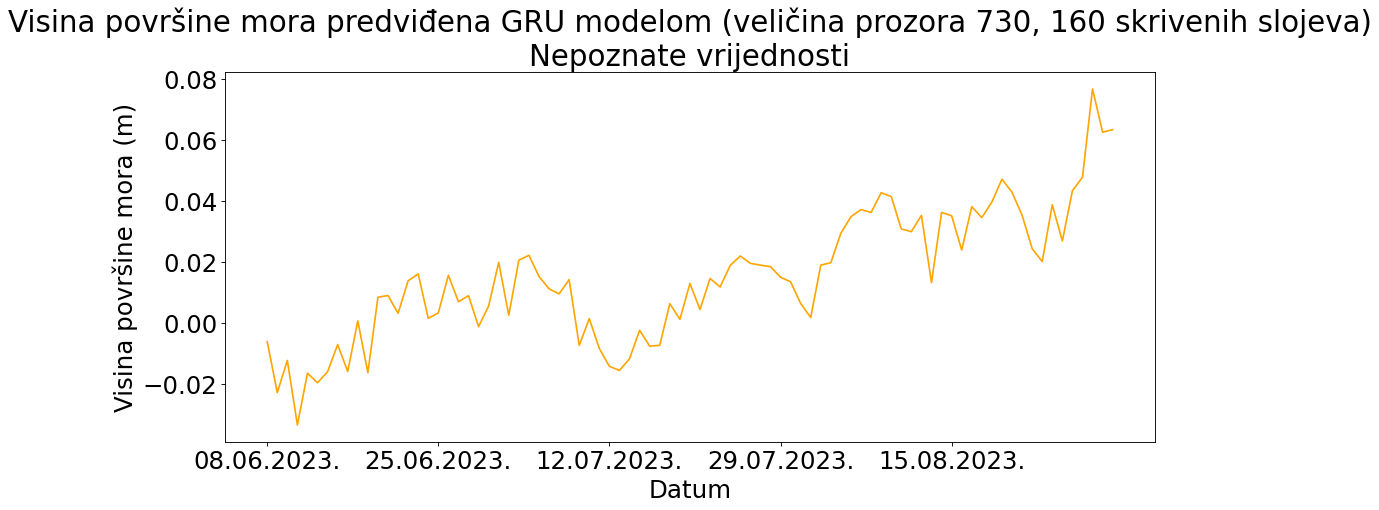 Visina površine mora predviđena GRU modelom (veličina prozora 730, 160 skrivenih slojeva)
Nepoznate vrijednosti
0.08
0.06
0.04
0.02
0.00
−0.02
Visina površine mora (m)
08.06.2023. 25.06.2023. 12.07.2023. 29.07.2023. 15.08.2023.
Datum